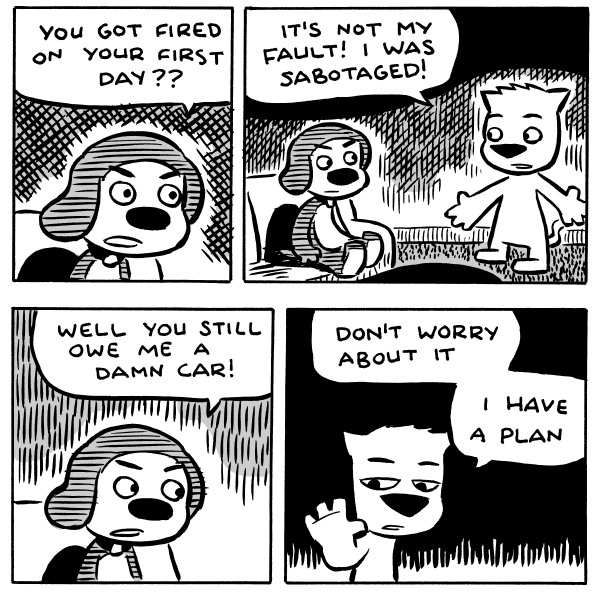 YOU GOT FIRED
ON YOUR FIRST
DAY??
IT'S NOT MY
FAULT! I WAS
SABOTAGED!
WELL YOU STILL
OWE ME A
DAMN CAR!
DON'T WORRY
ABOUT IT
I HAVE
A PLAN